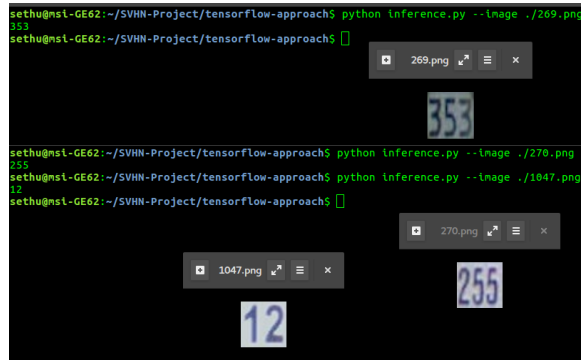 sethu@msi-GE62:~/SVHN-Project/tensorflow-approach$ python inference.py --image ./269.png
353
sethu@msi-GE62:~/SVHN-Project/tensorflow-approach$
269.png
353
sethu@msi-GE62:~/SVHN-Project/tensorflow-approach$ python inference.py --image ./270.png
255
sethu@msi-GE62:~/SVHN-Project/tensorflow-approach$ python inference.py --image ./1047.png
12
sethu@msi-GE62:~/SVHN-Project/tensorflow-approach$
270.png
255
1047.png
12